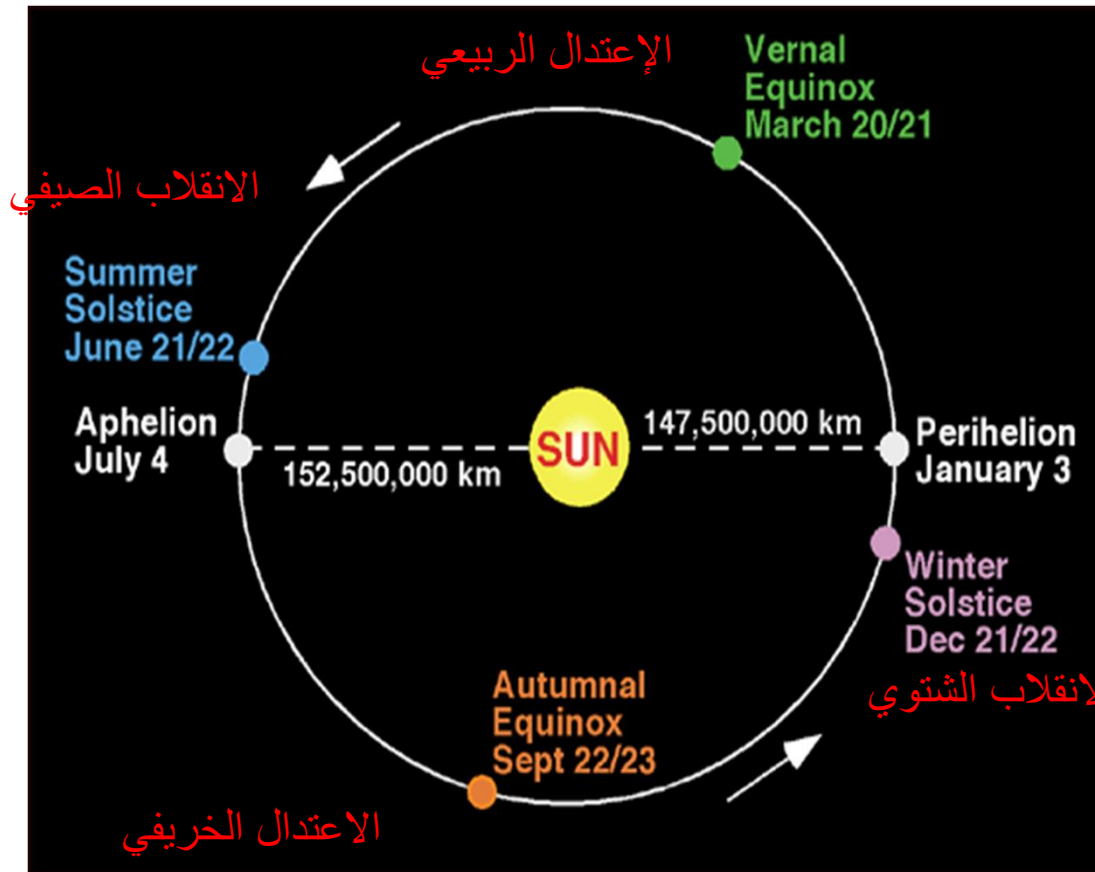 الإعتدال الربيعي
Vernal
Equinox
March 20/21
الانقلاب الصيفي
Summer
Solstice
June 21/22
Aphelion
July 4
152,500,000 km
SUN
147,500,000 km
Perihelion
January 3
Winter
Solstice
Dec 21/22
لانقلاب الشتوي
Autumnal
Equinox
Sept 22/23
الاعتدال الخريفي